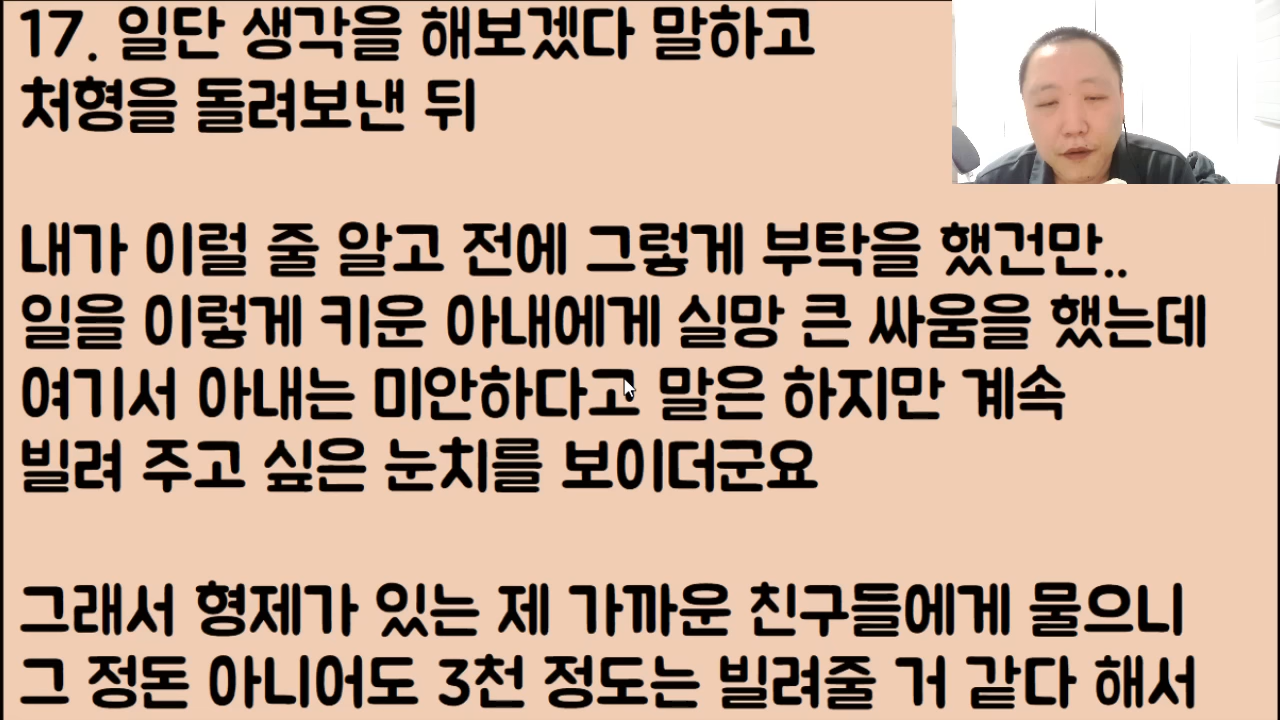 17. 일단 생각을 해보겠다 말하고
처형을 돌려보낸 뒤
내가 이럴 줄 알고 전에 그렇게 부탁을 했건만..
일을 이렇게 키운 아내에게 실망 큰 싸움을 했는데
여기서 아내는 미안하다고 말은 하지만 계속
빌려 주고 싶은 눈치를 보이더군요
그래서 형제가 있는 제 가까운 친구들에게 물으니
그 정돈 아니어도 3천 정도는 빌려줄 거 같다 해서